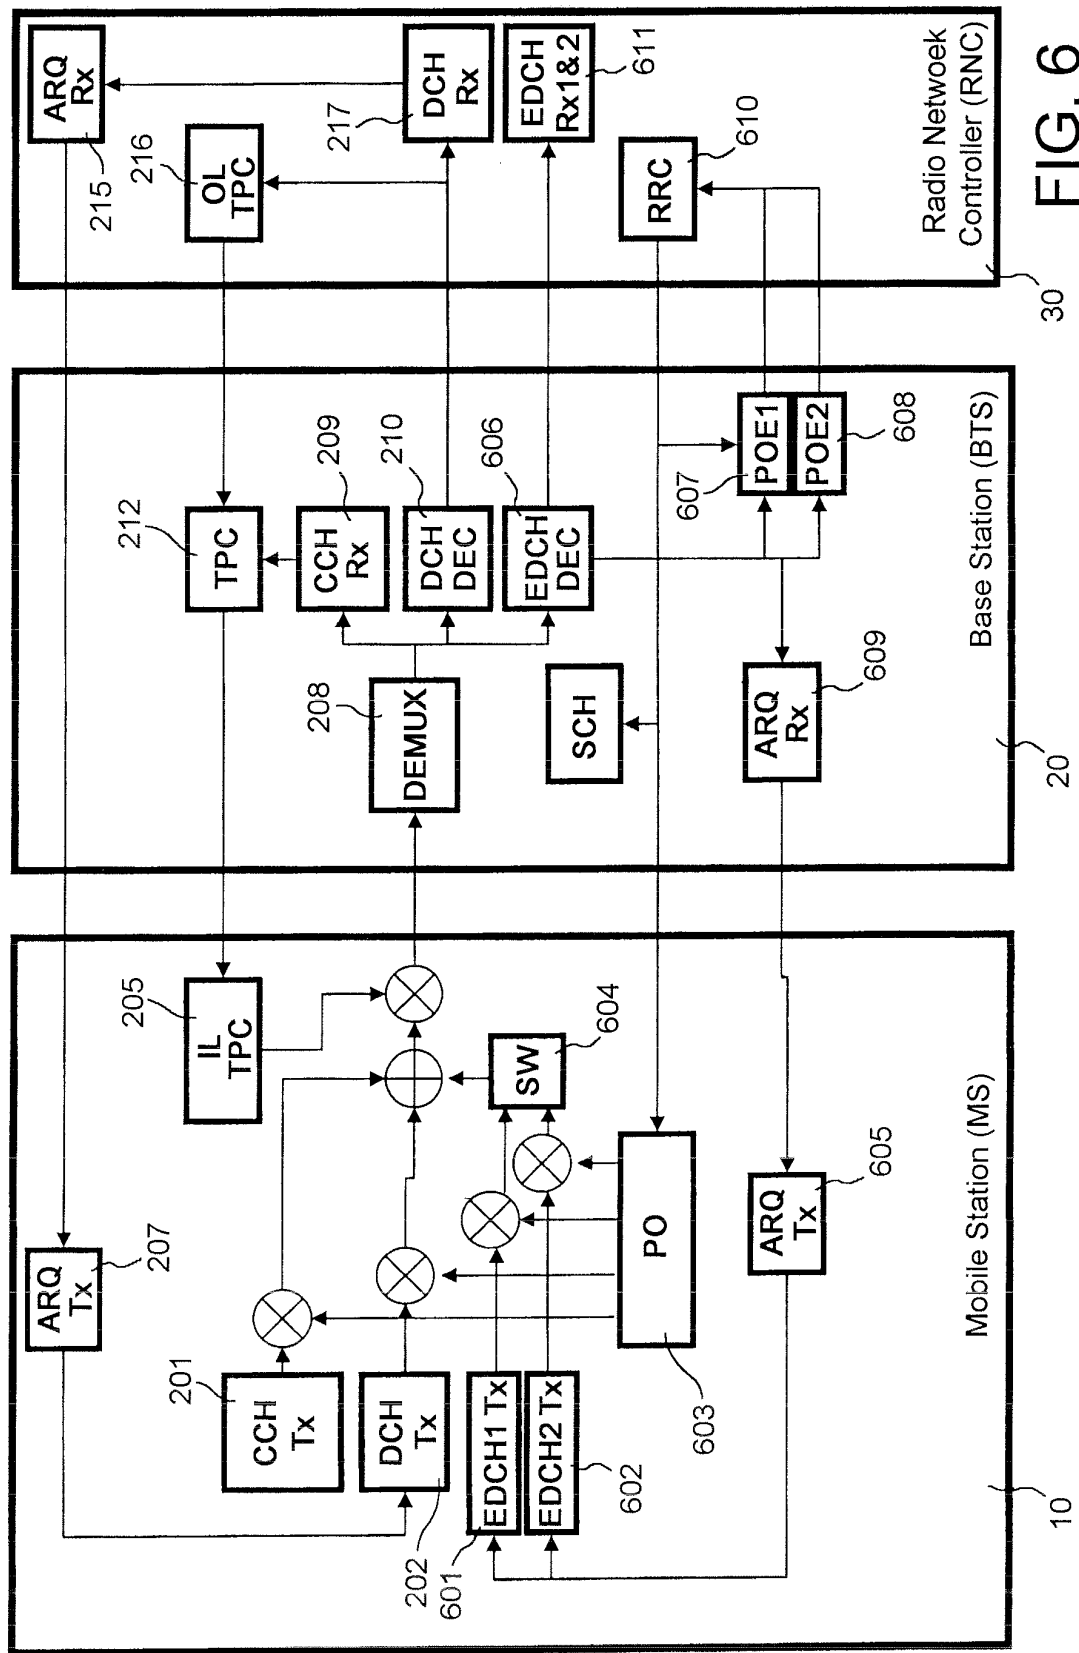 ARQ
Tx
207
201
CCH
Tx
DCH
Tx
202
601
EDCH1 Tx
EDCH2 Tx
602
603
PO
IL
TPC
205
SW
604
ARQ
Tx
605
Mobile Station (MS)
10
212
TPC
CCH
Rx
209
DCH
DEC
210
EDCH
DEC
606
208
DEMUX
SCH
607
POE1
POE2
608
ARQ
Rx
609
Base Station (BTS)
20
ARQ
Rx
215
216
OL
TPC
217
DCH
Rx
EDCH
Rx1&2
611
RRC
610
Radio Netwoek
Controller (RNC)
30
FIG. 6